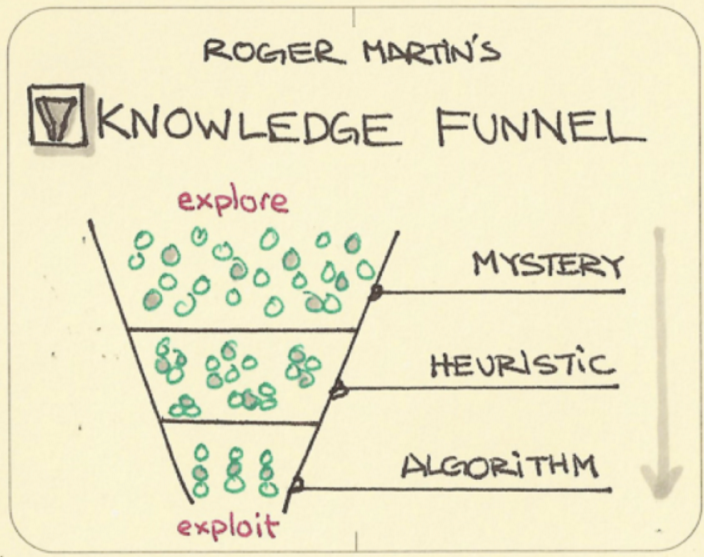 ROGER MARTIN'S
KNOWLEDGE FUNNEL
explore
MYSTERY
HEURISTiC
ALGORiTHM
exploit